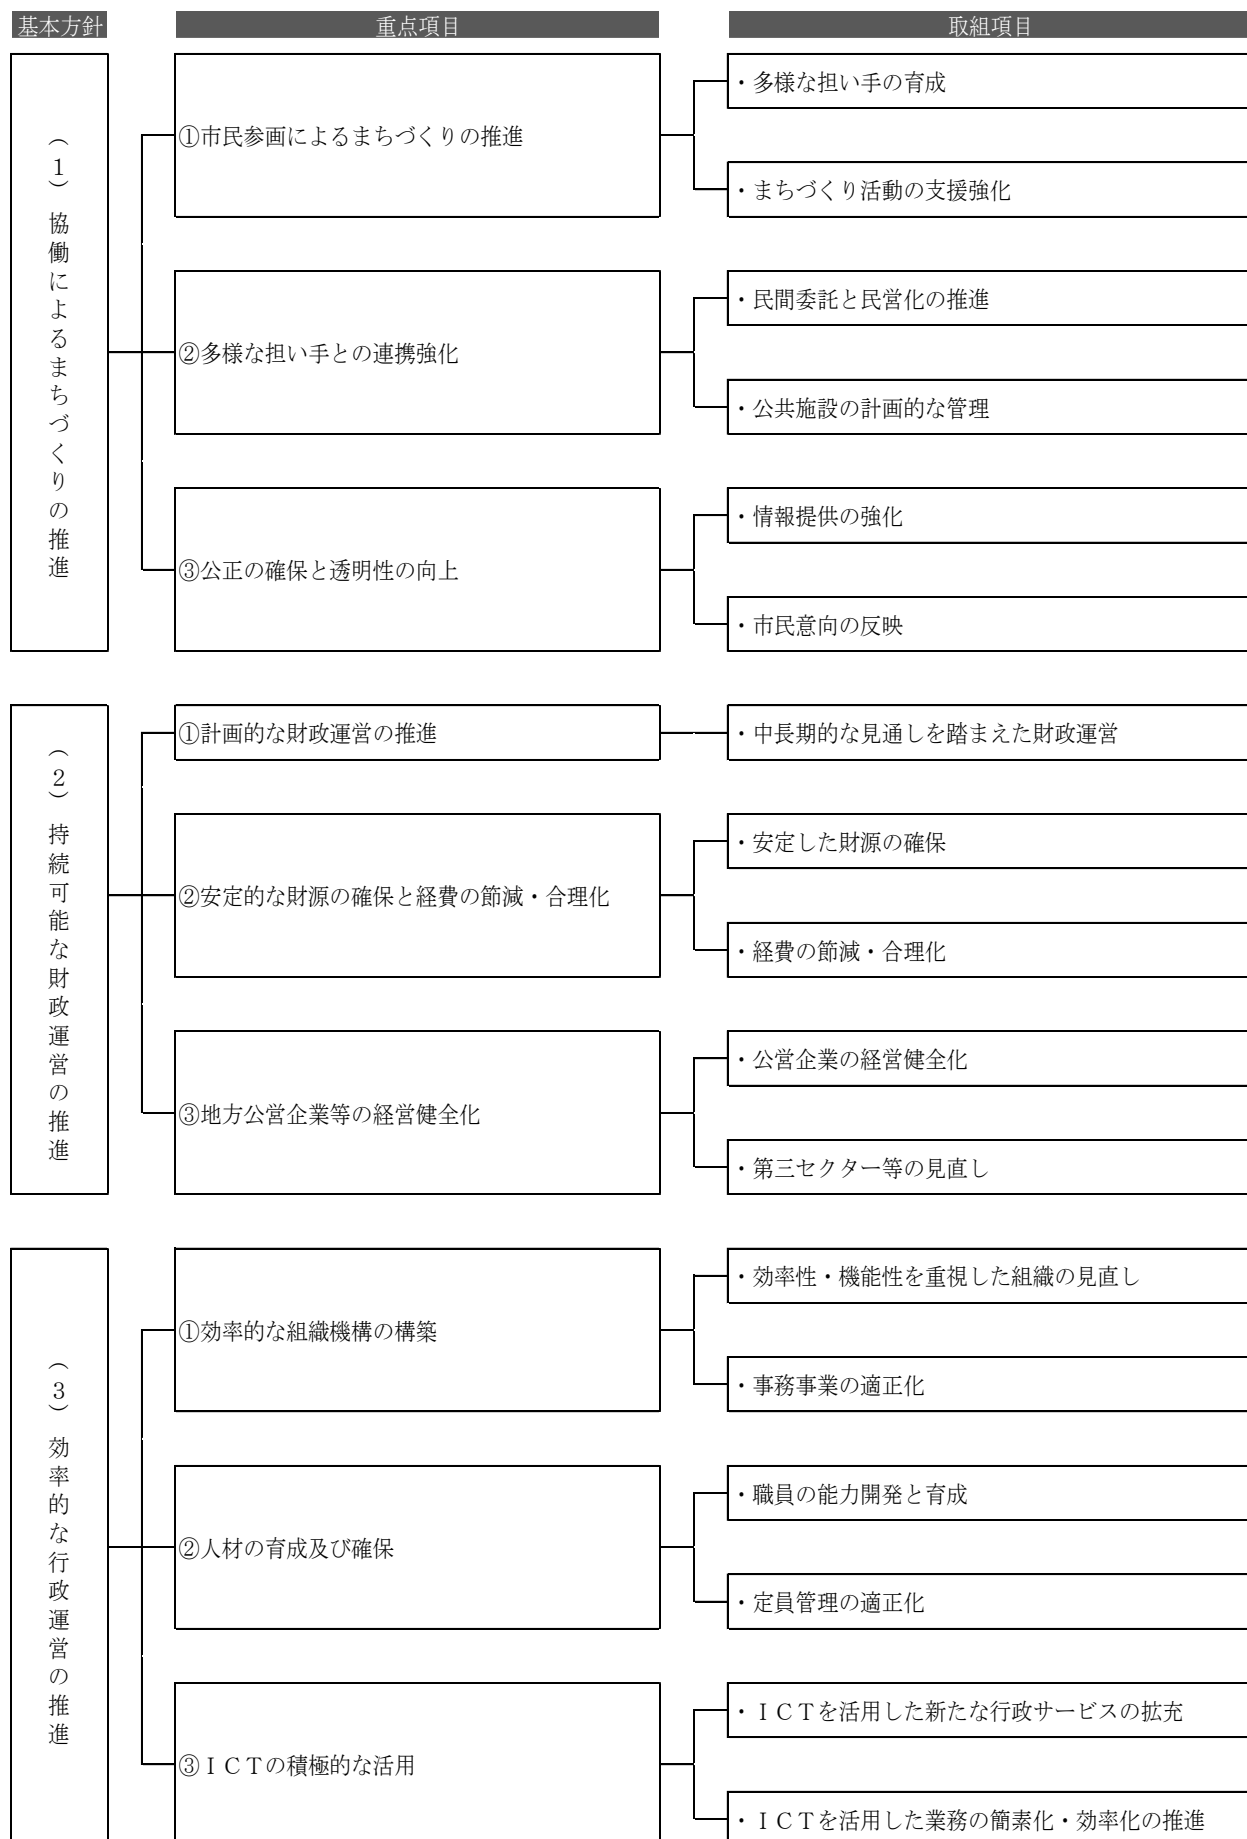 基本方針
重点項目
取組項目
（1）協働によるまちづくりの推進
①市民参画によるまちづくりの推進
・多様な担い手の育成
・まちづくり活動の支援強化
②多様な担い手との連携強化
・民間委託と民営化の推進
・公共施設の計画的な管理
③公正の確保と透明性の向上
・情報提供の強化
・市民意向の反映
（2）持続可能な財政運営の推進
①計画的な財政運営の推進
・中長期的な見通しを踏まえた財政運営
②安定的な財源の確保と経費の節減・合理化
・安定した財源の確保
・経費の節減・合理化
③地方公営企業等の経営健全化
・公営企業の経営健全化
・第三セクター等の見直し
（3）効率的な行政運営の推進
①効率的な組織機構の構築
・効率性・機能性を重視した組織の見直し
・事務事業の適正化
②人材の育成及び確保
・職員の能力開発と育成
・定員管理の適正化
③ＩＣＴの積極的な活用
・ＩＣＴを活用した新たな行政サービスの拡充
・ＩＣＴを活用した業務の簡素化・効率化の推進